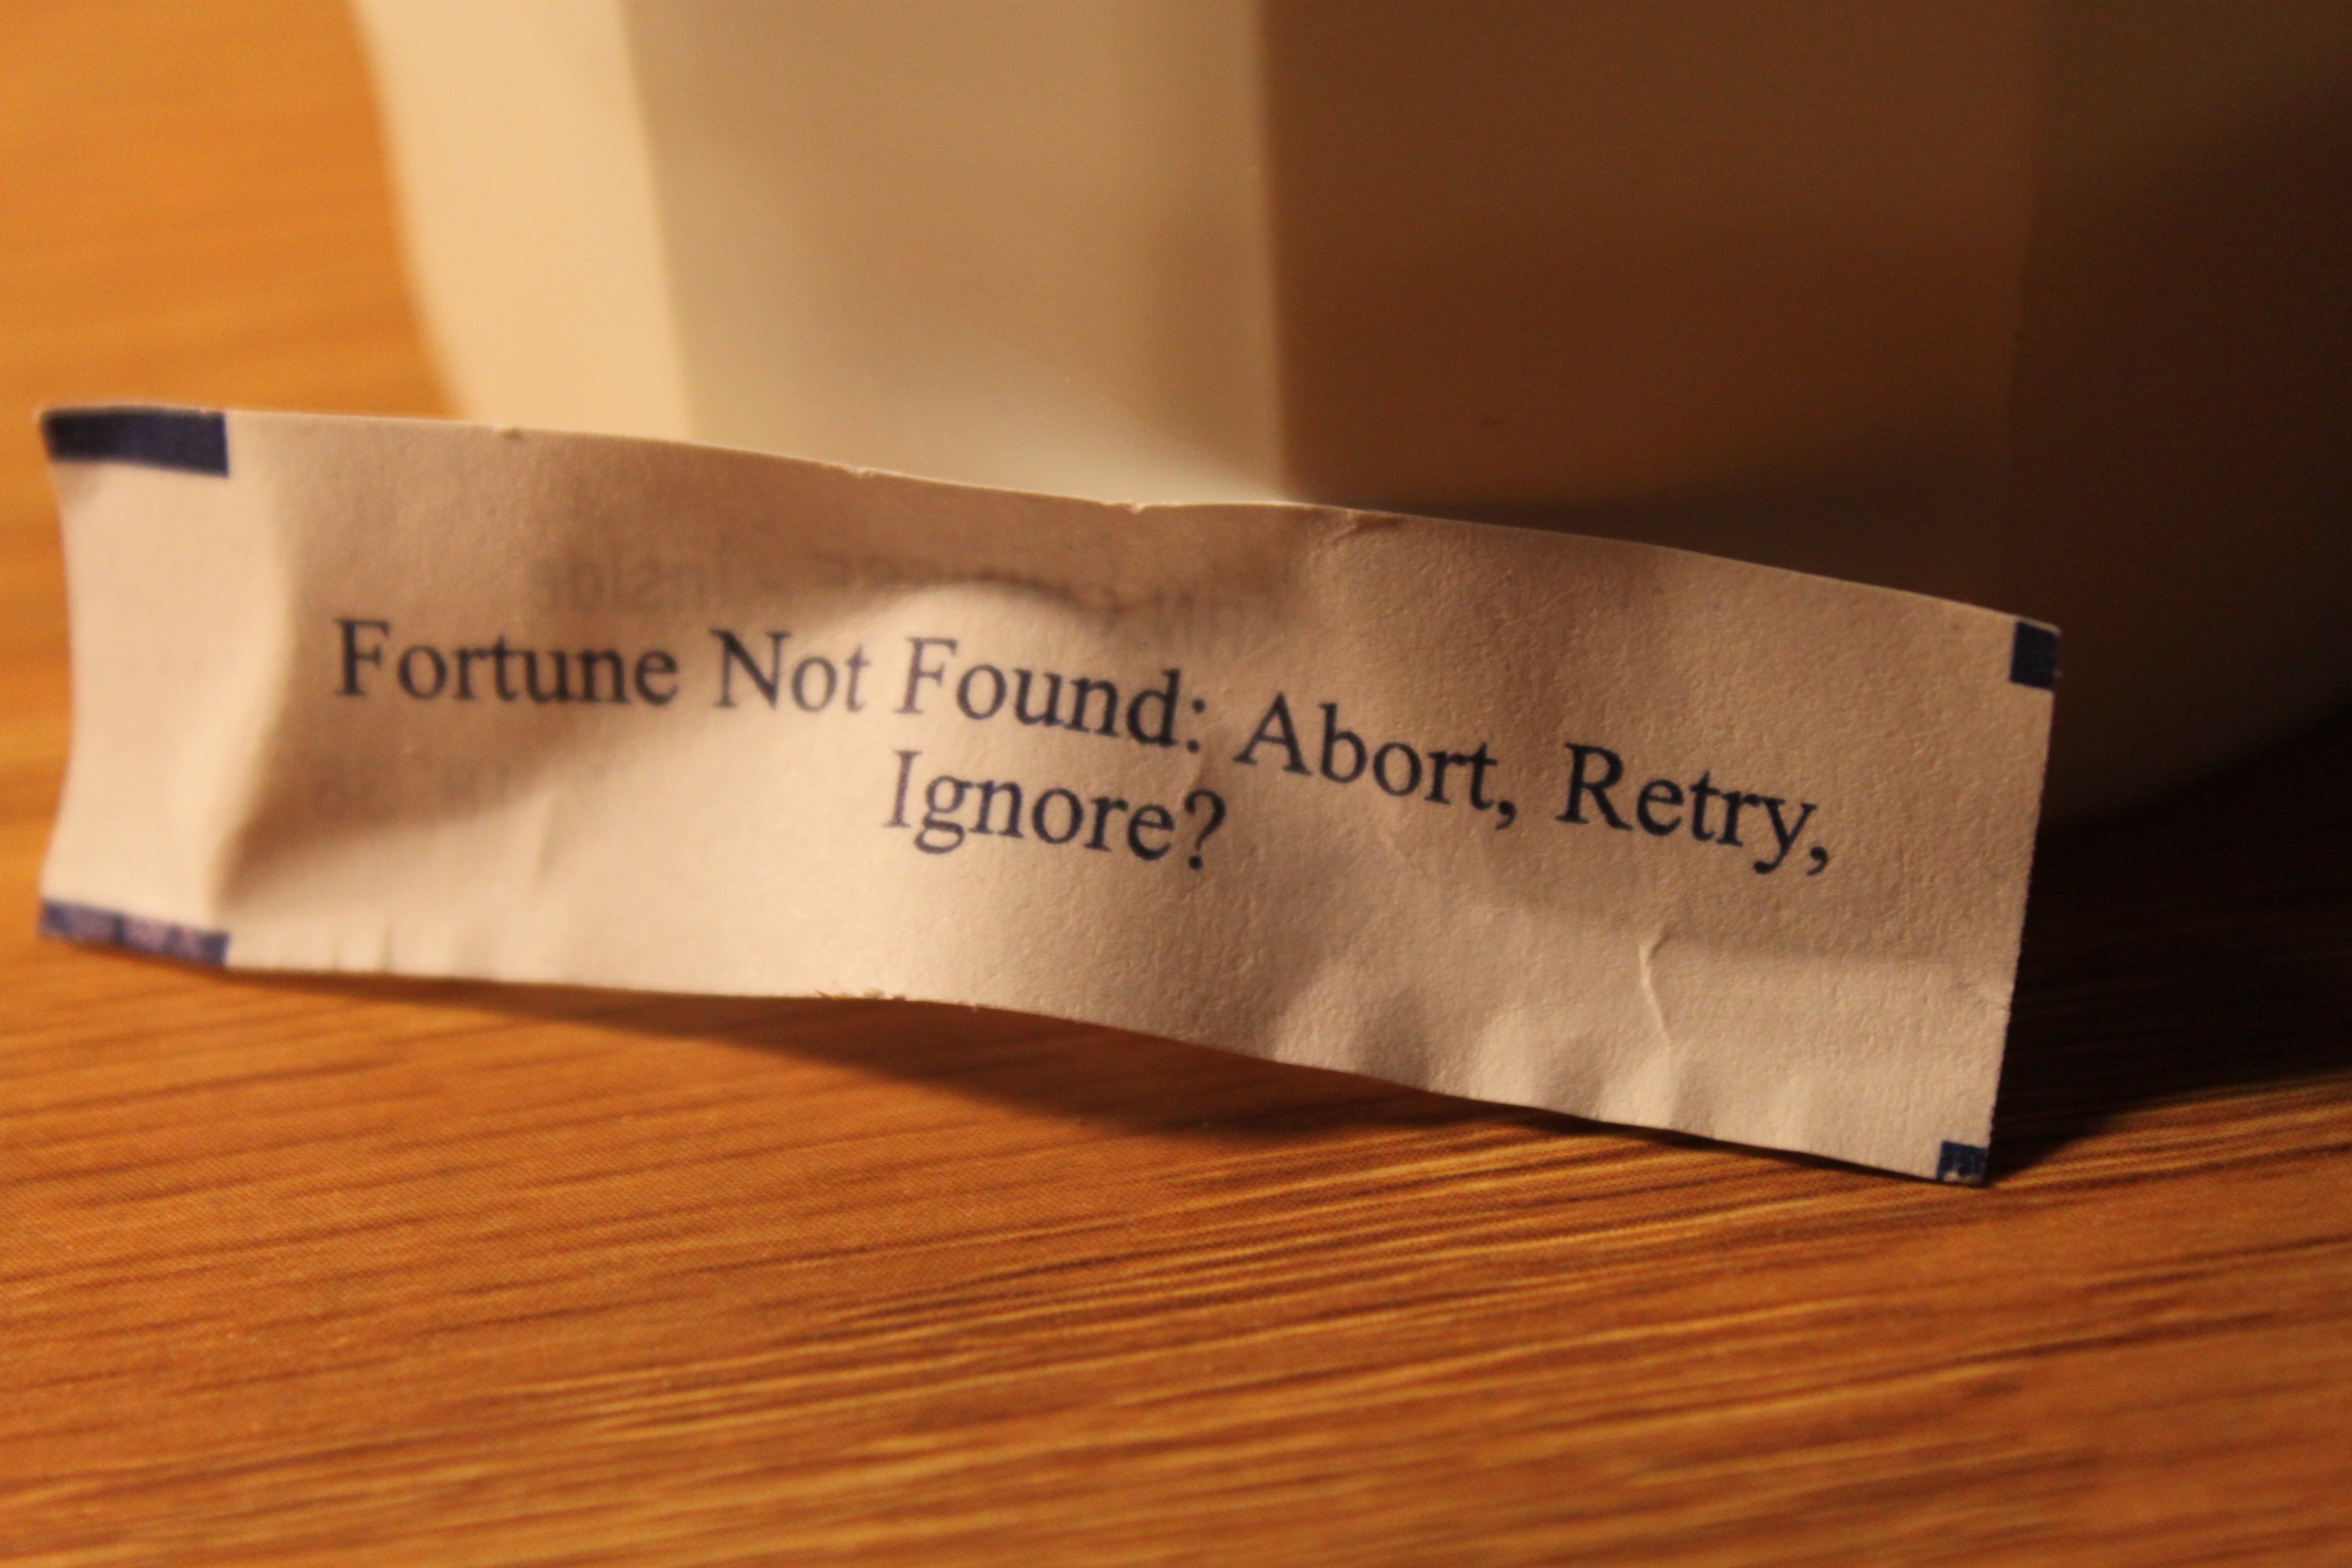 Fortune Not Found: Abort, Retry,
Ignore?